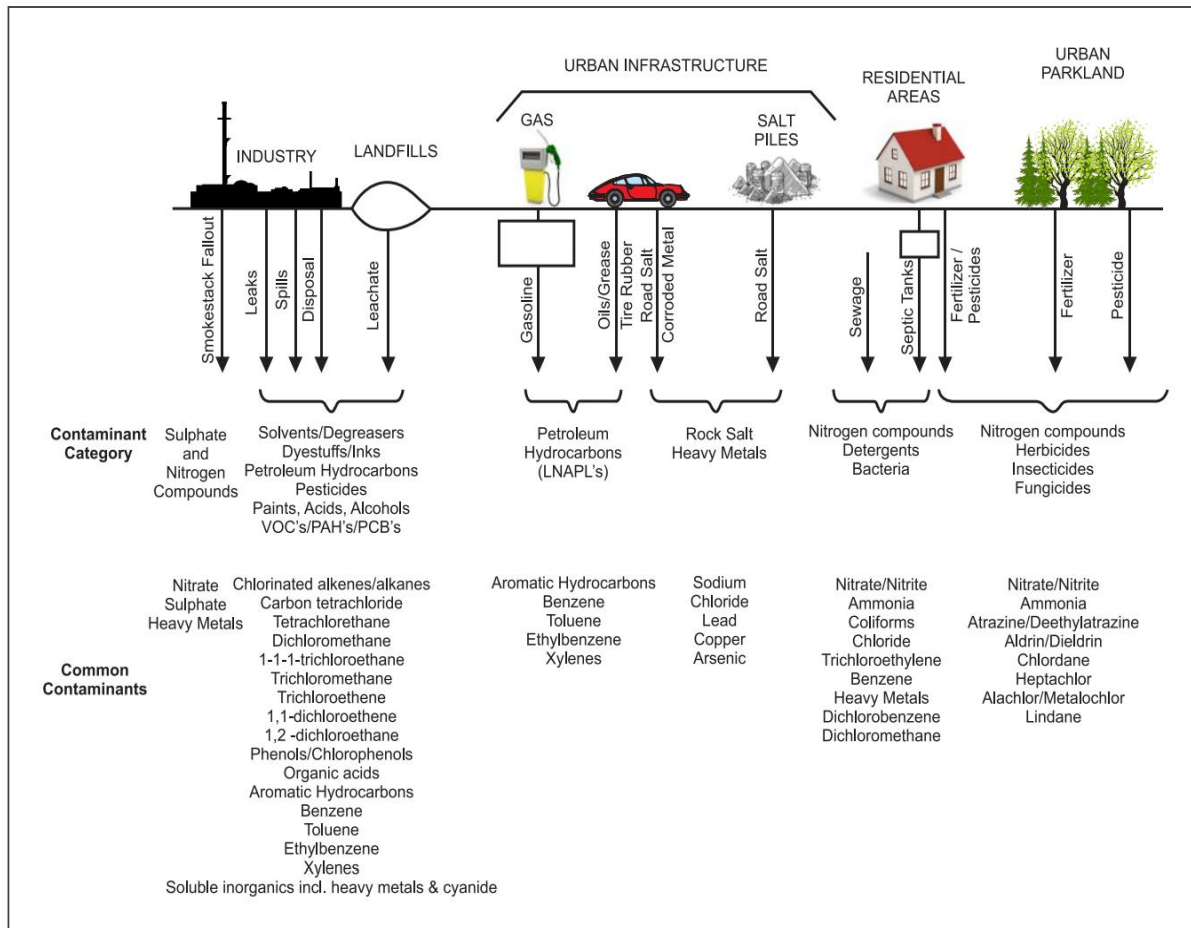 URBAN INFRASTRUCTURE
RESIDENTIAL
AREAS
URBAN
PARKLAND
INDUSTRY
LANDFILLS
GAS
SALT
PILES
Smokestack Fallout
Leaks
Spills
Disposal
Leachate
Gasoline
Oils/Grease
Tire Rubber
Road Salt
Corroded Metal
Road Salt
Sewage
Septic Tanks
Fertilizer /
Pesticides
Fertilizer
Pesticide
Contaminant
Category
Sulphate
and
Nitrogen
Compounds
Solvents/Degreasers
Dyestuffs/Inks
Petroleum Hydrocarbons
Pesticides
Paints, Acids, Alcohols
VOC's/PAH's/PCB's
Petroleum
Hydrocarbons
(LNAPL's)
Rock Salt
Heavy Metals
Nitrogen compounds
Detergents
Bacteria
Nitrogen compounds
Herbicides
Insecticides
Fungicides
Common
Contaminants
Nitrate
Sulphate
Heavy Metals
Chlorinated alkenes/alkanes
Carbon tetrachloride
Tetrachlorethane
Dichloromethane
1-1-1-trichloroethane
Trichloromethane
Trichloroethene
1,1-dichloroethene
1,2 -dichloroethane
Phenols/Chlorophenols
Organic acids
Aromatic Hydrocarbons
Benzene
Toluene
Ethylbenzene
Xylenes
Soluble inorganics incl. heavy metals & cyanide
Aromatic Hydrocarbons
Benzene
Toluene
Ethylbenzene
Xylenes
Sodium
Chloride
Lead
Copper
Arsenic
Nitrate/Nitrite
Ammonia
Coliforms
Chloride
Trichloroethylene
Benzene
Heavy Metals
Dichlorobenzene
Dichloromethane
Nitrate/Nitrite
Ammonia
Atrazine/Deethylatrazine
Aldrin/Dieldrin
Chlordane
Heptachlor
Alachlor/Metalochlor
Lindane